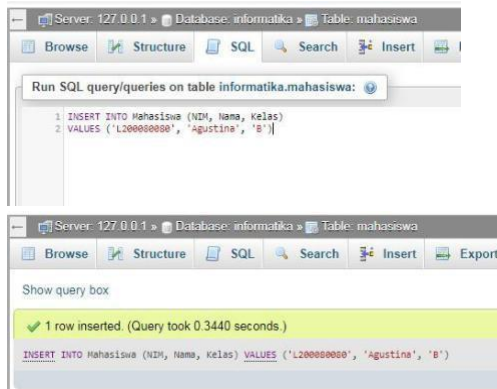 Server: 127.0.0.1 » Database: informatika » Table: mahasiswa
Browse Structure SQL Search Insert
Run SQL query/queries on table informatika.mahasiswa:
1 INSERT INTO Mahasiswa (NIM, Nama, Kelas)
2 VALUES ('L200080080', 'Agustina', 'B')
Server: 127.0.0.1 » Database: informatika » Table: mahasiswa
Browse Structure SQL Search Insert Export
Show query box
1 row inserted. (Query took 0.3440 seconds.)
INSERT INTO Mahasiswa (NIM, Nama, Kelas) VALUES ('L200080080', 'Agustina', 'B')